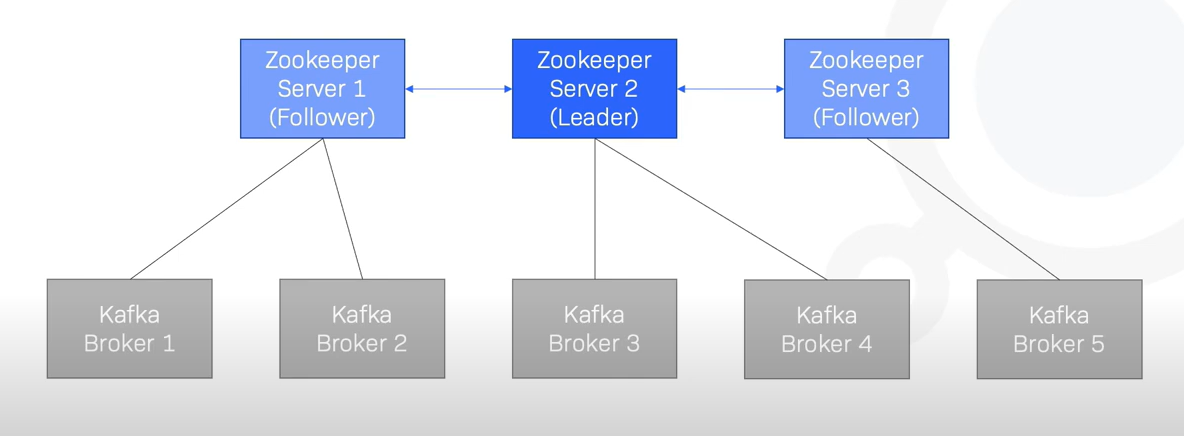 Zookeeper
Server 1
(Follower)
Zookeeper
Server 2
(Leader)
Zookeeper
Server 3
(Follower)
Kafka
Broker 1
Kafka
Broker 2
Kafka
Broker 3
Kafka
Broker 4
Kafka
Broker 5